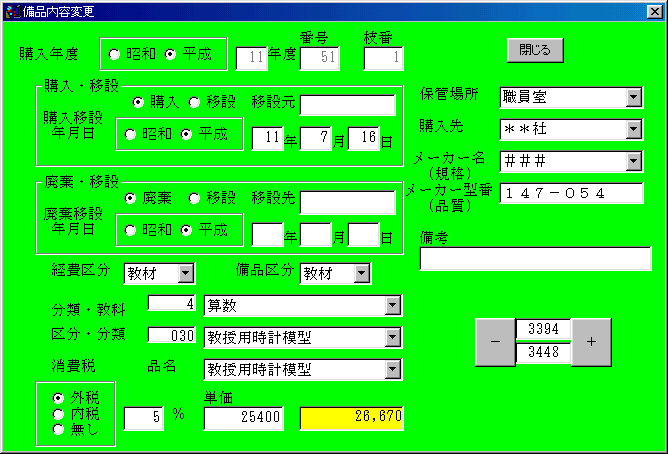 備品内容変更
購入年度 昭和 平成 11 年度 番号 51 枝番 1 閉じる
購入・移設
購入 移設 移設元
購入移設年月日 昭和 平成 11 年 7 月 16 日
廃棄・移設
廃棄 移設 移設先
廃棄移設年月日 昭和 平成 年 月 日
保管場所 職員室
購入先 **社
メーカー名(規格) ###
メーカー型番(品質) 147-054
備考
経費区分 教材 備品区分 教材
分類・教科 4 算数
区分・分類 030 教授用時計模型
消費税 品名 教授用時計模型
外税
内税
無し
5 % 単価 25400 26,670
- 3394 +
3448